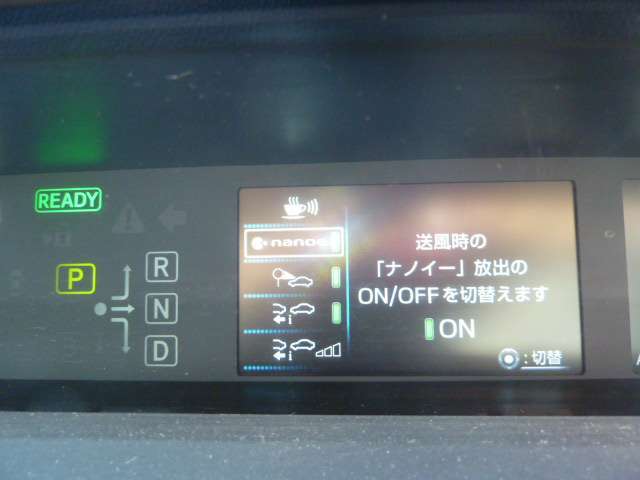 READY
P
R
N
D
nanoe
送風時の
「ナノイー」放出の
ON/OFFを切替えます
ON
:切替